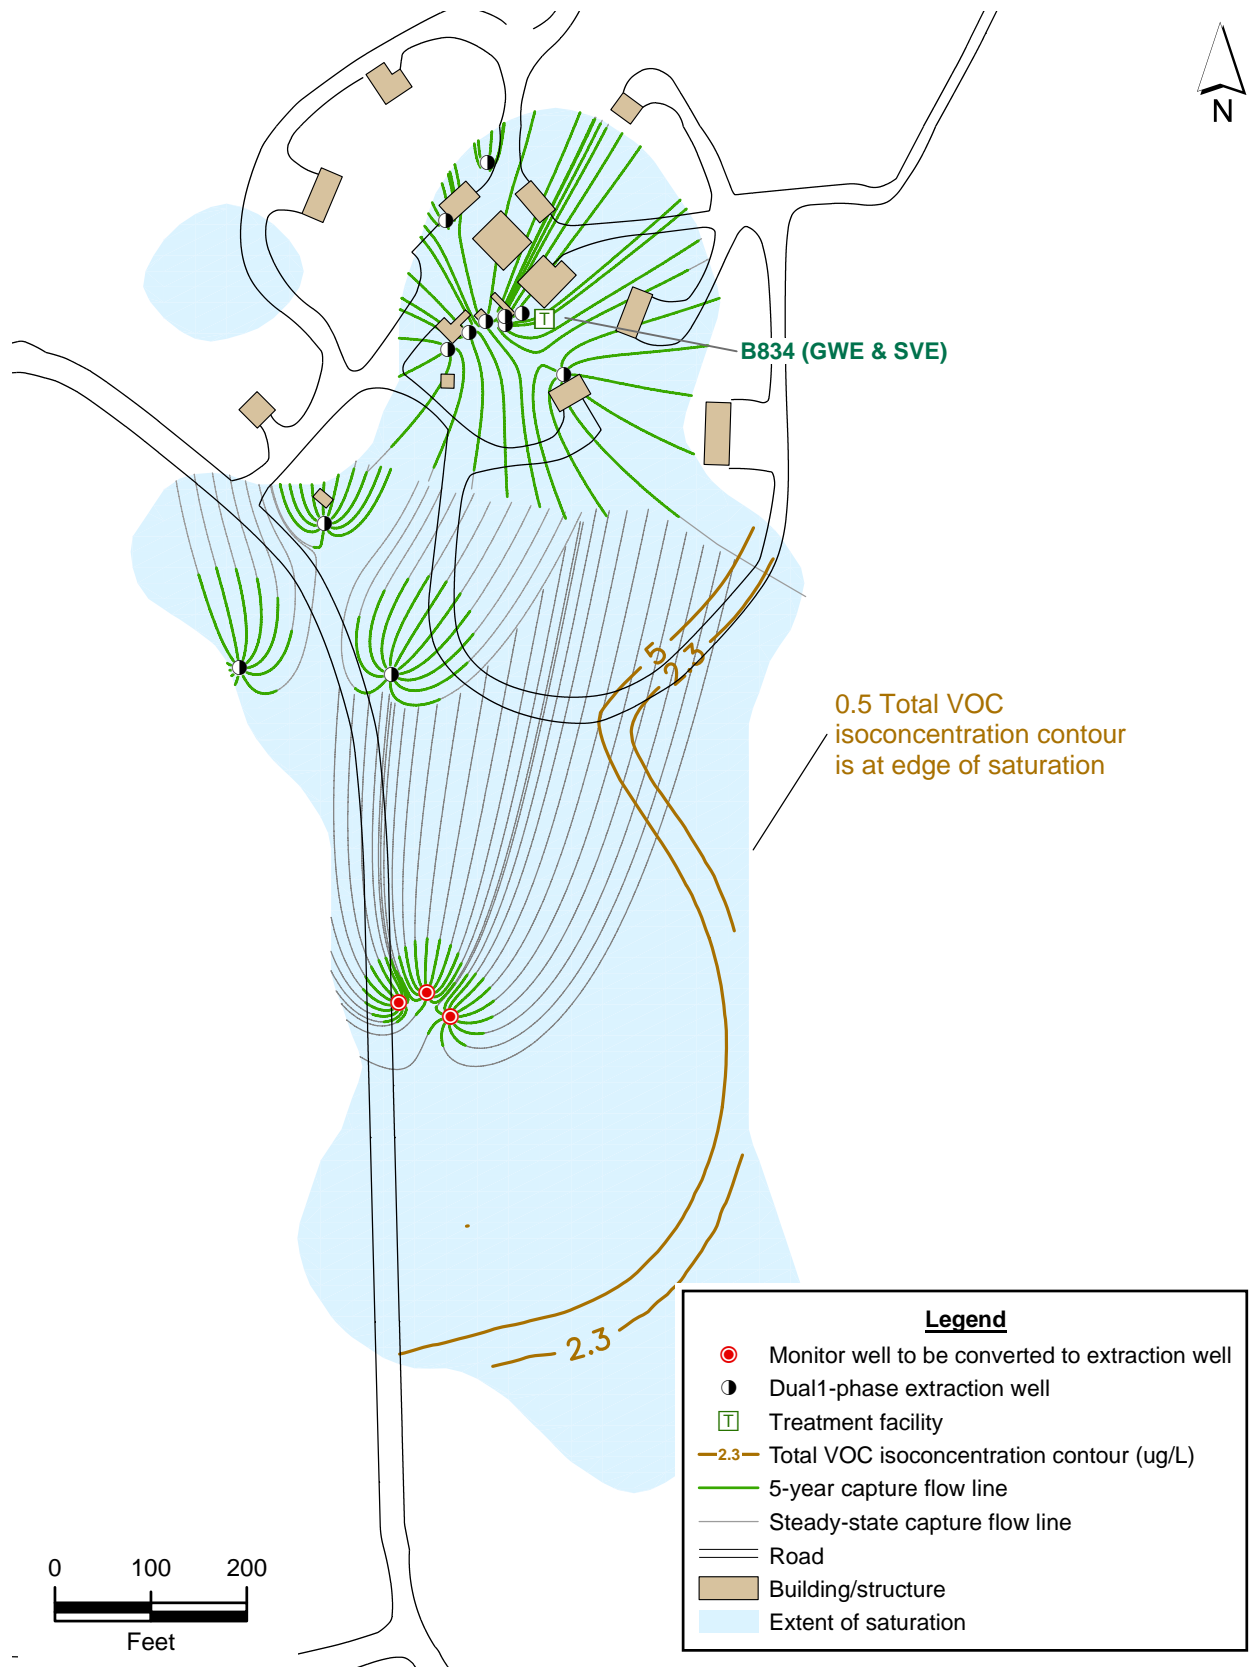 N
T
B834 (GWE & SVE)
5
2.3
0.5 Total VOC
isoconcentration contour
is at edge of saturation
2.3
Legend
Monitor well to be converted to extraction well
Dual1-phase extraction well
T Treatment facility
2.3 Total VOC isoconcentration contour (ug/L)
5-year capture flow line
Steady-state capture flow line
Road
Building/structure
Extent of saturation
0 100 200
Feet